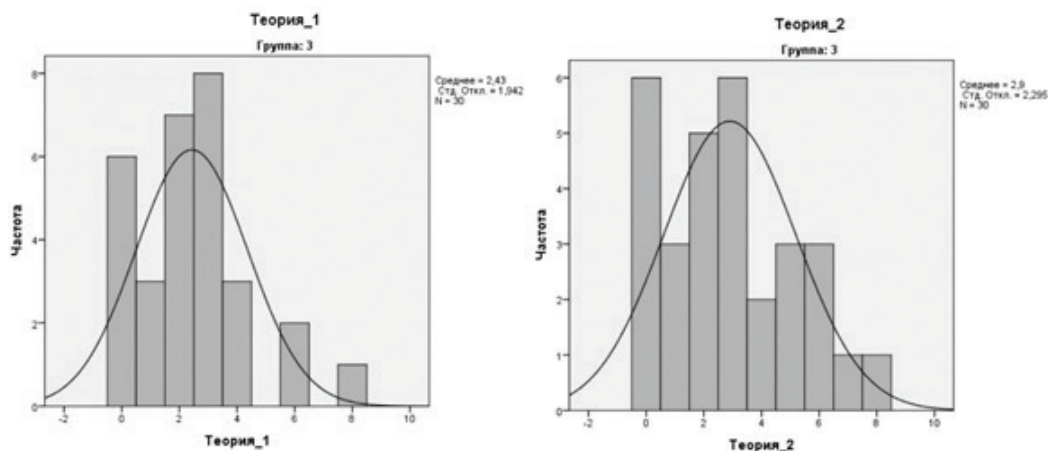 Теория_1
Группа: 3
Среднее = 2,43
Стд. Откл. = 1,942
N = 30
8
6
4
2
0
Частота
-2 0 2 4 6 8 10
Теория_1
Теория_2
Группа: 3
Среднее = 2,9
Стд. Откл. = 2,295
N = 30
6
5
4
3
2
1
0
Частота
-2 0 2 4 6 8 10
Теория_2